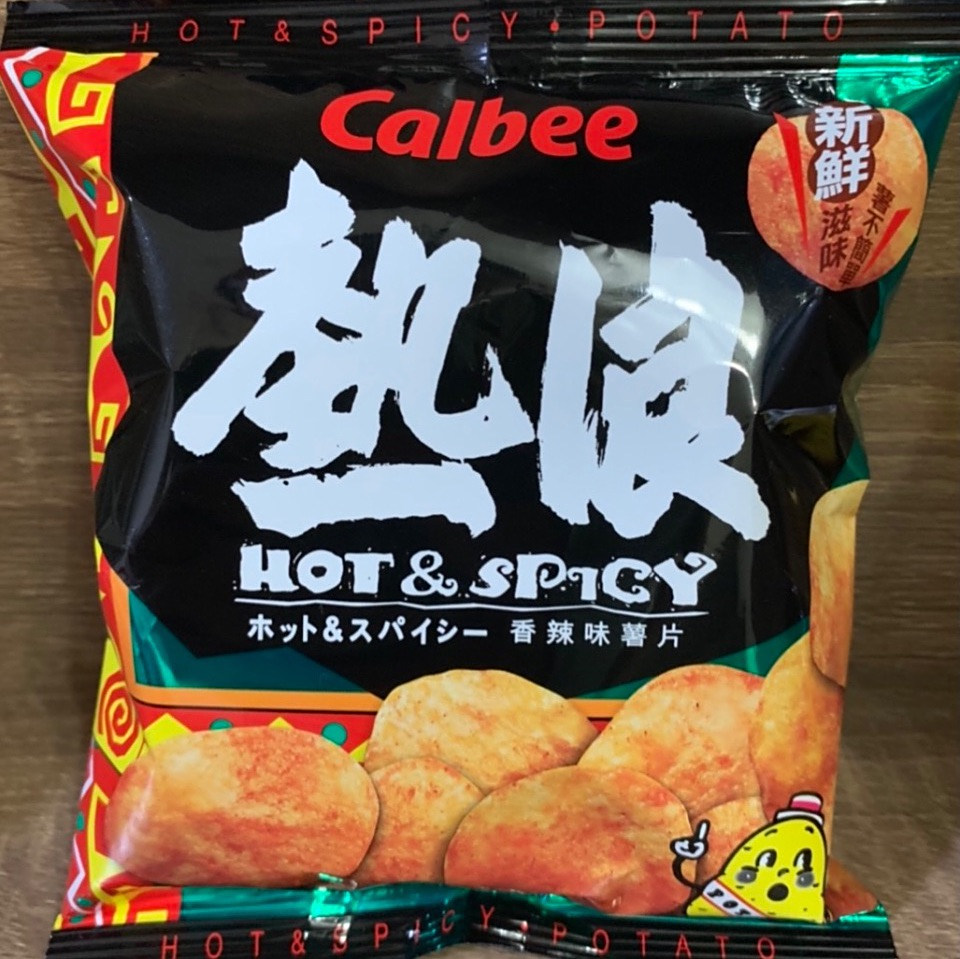 HOT & SPICY • POTATO
Calbee
新鮮
滋味
薯不簡單
熱浪
HOT & SPiCY
ホット&スパイシー 香辣味薯片
HOT & SPICY • POTATO